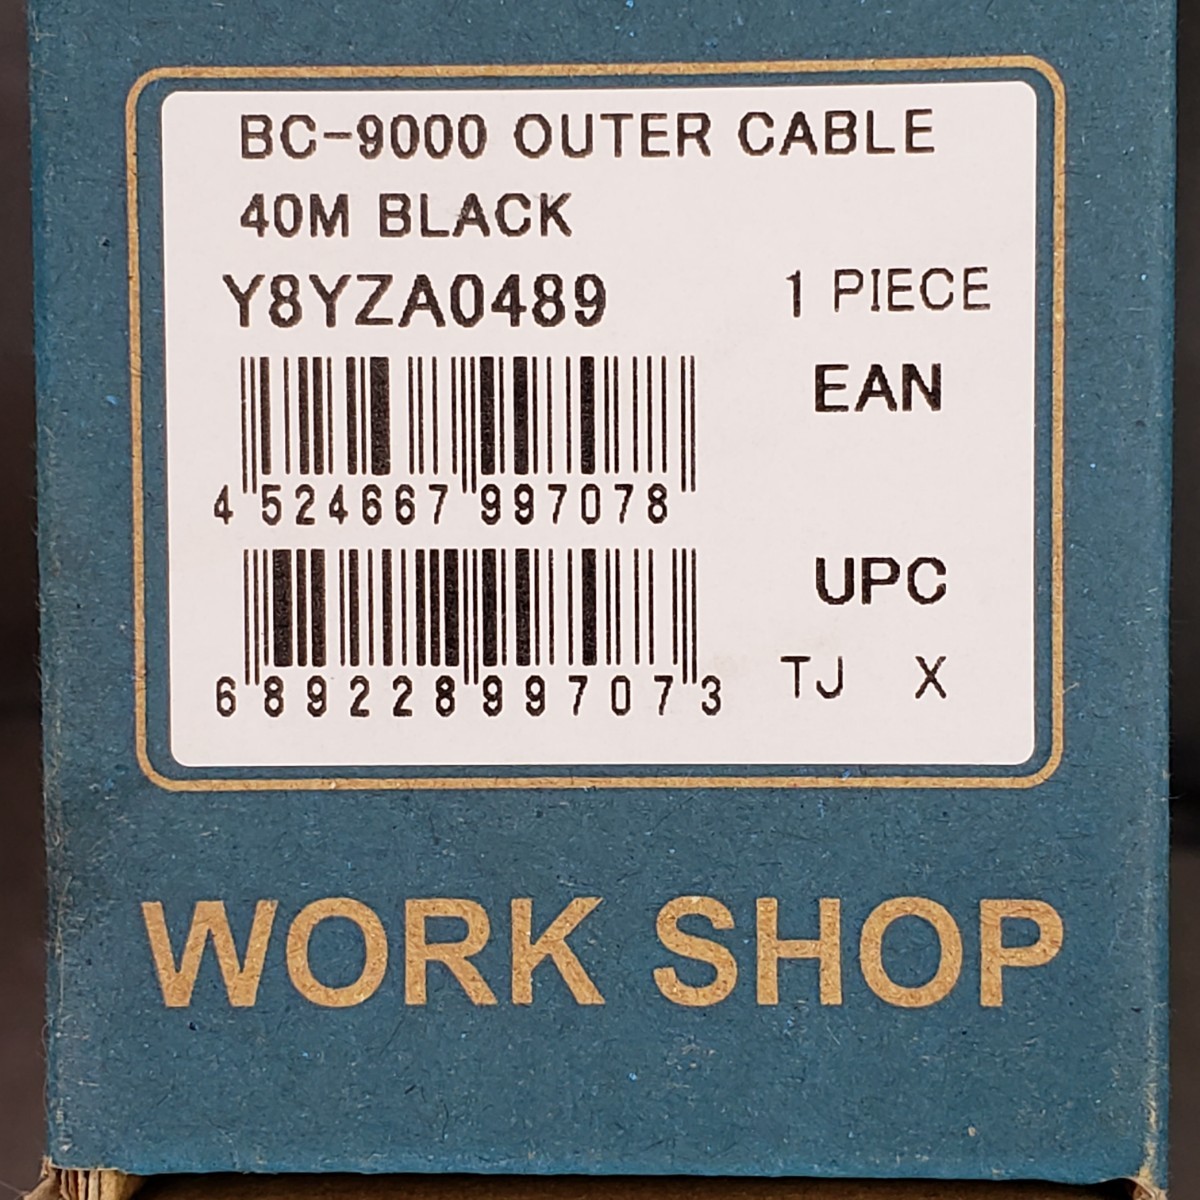 BC-9000 OUTER CABLE
40M BLACK
Y8YZA0489 1 PIECE
EAN
4 524667 997078
UPC
TJ X
6 89228 99707 3
WORK SHOP